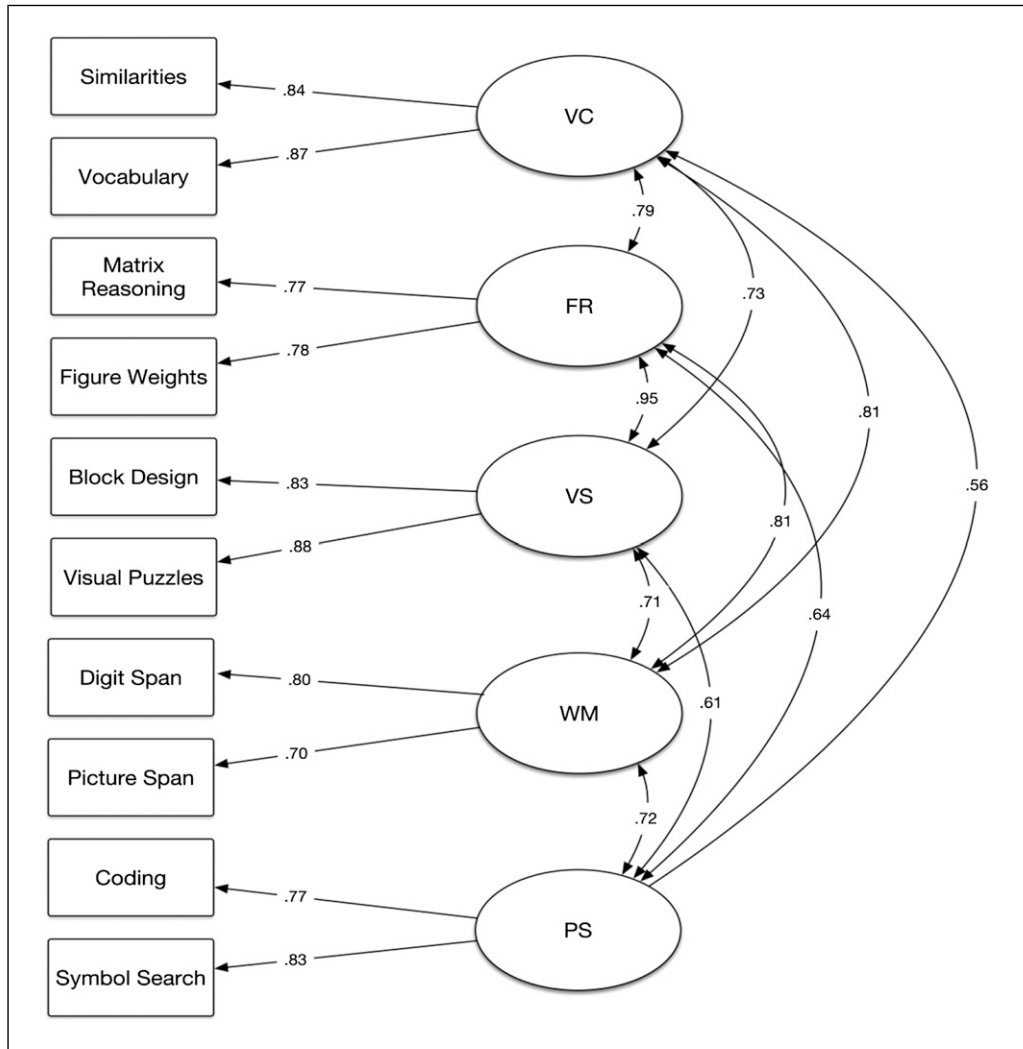 Similarities
.84
VC
Vocabulary
.87
.79
Matrix
Reasoning
.77
FR
.73
Figure Weights
.78
.95
.81
Block Design
.83
VS
.56
.81
Visual Puzzles
.88
.71
.64
Digit Span
.80
WM
.61
Picture Span
.70
.72
Coding
.77
PS
Symbol Search
.83